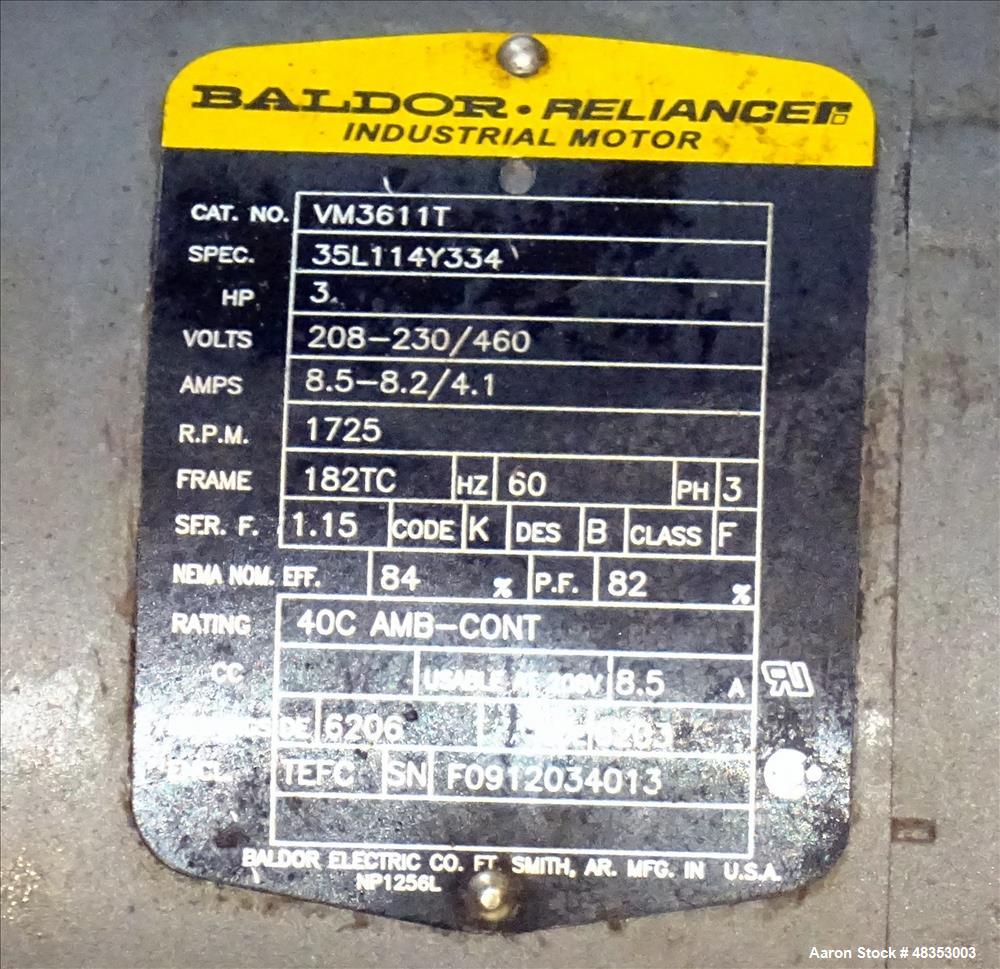 BALDOR • RELIANCE
INDUSTRIAL MOTOR
CAT. NO. VM3611T
SPEC. 35L114Y334
HP 3
VOLTS 208-230/460
AMPS 8.5-8.2/4.1
R.P.M. 1725
FRAME 182TC HZ 60 PH 3
SER. F. 1.15 CODE K DES B CLASS F
NEMA NOM. EFF. 84 % P.F. 82 %
RATING 40C AMB-CONT
CC USABLE AT 208V 8.5 A
DE 6206
ENCL. TEFC SN F0912034013
BALDOR ELECTRIC CO. FT. SMITH, AR. MFG. IN U.S.A.
NP1256L
Aaron Stock # 48353003